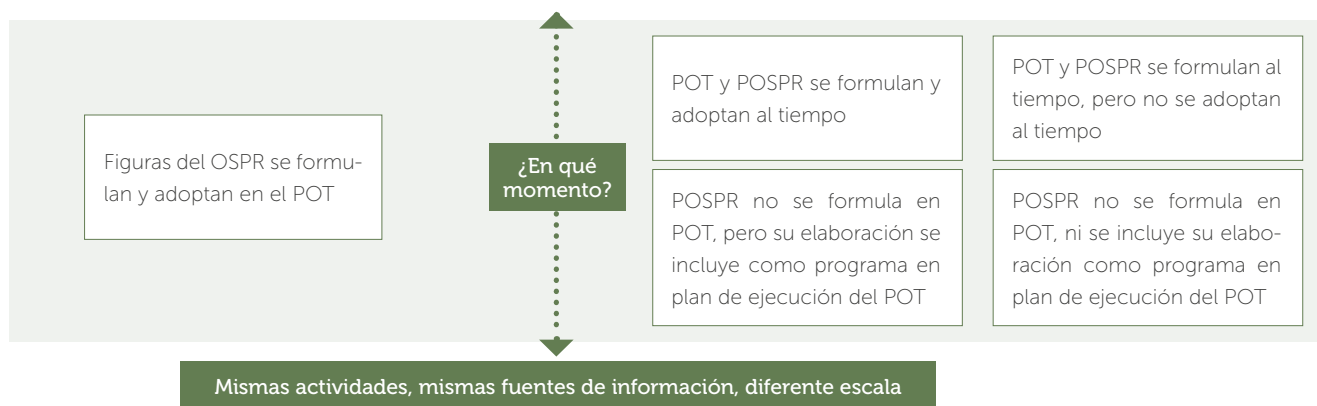 Figuras del OSPR se formu-
lan y adoptan en el POT
¿En qué
momento?
POT y POSPR se formulan y
adoptan al tiempo
POT y POSPR se formulan al
tiempo, pero no se adoptan
al tiempo
POSPR no se formula en
POT, pero su elaboración se
incluye como programa en
plan de ejecución del POT
POSPR no se formula en
POT, ni se incluye su elabo-
ración como programa en
plan de ejecución del POT
Mismas actividades, mismas fuentes de información, diferente escala